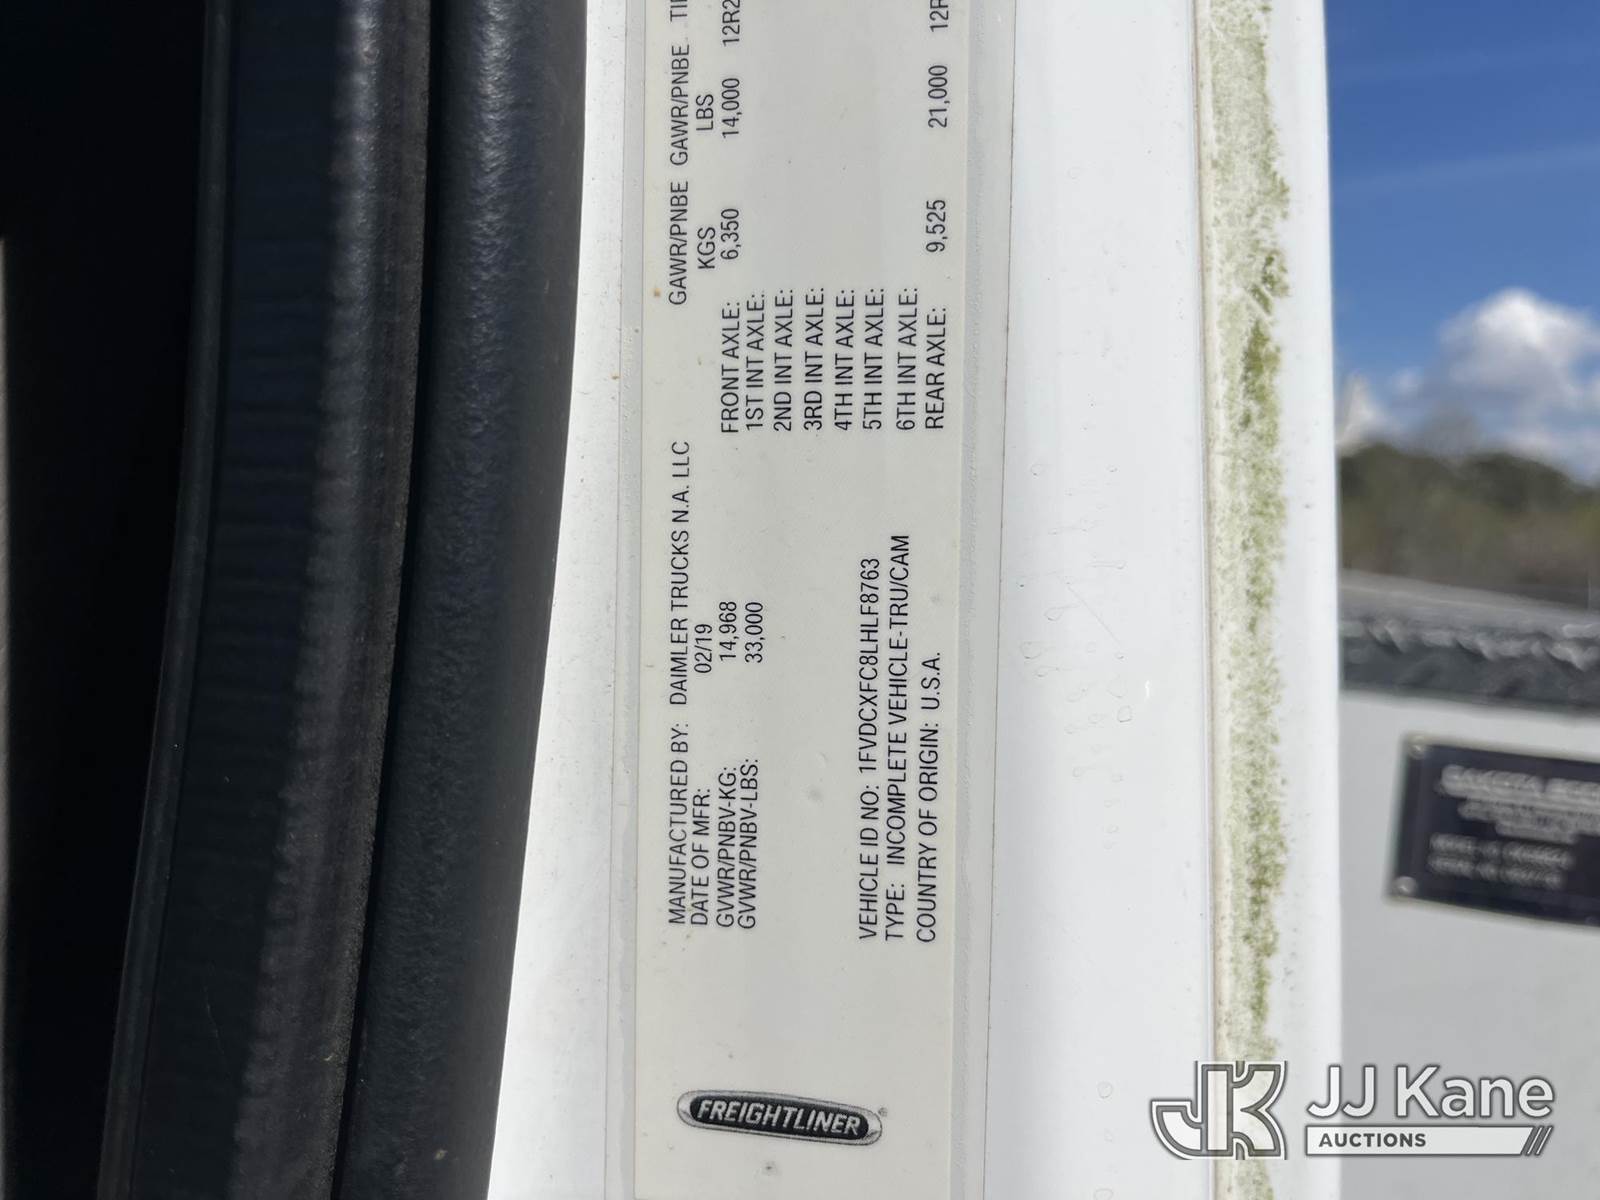 FREIGHTLINER
MANUFACTURED BY: DAIMLER TRUCKS N.A. LLC
DATE OF MFR: 02/19
GVWR/PNBV-KG: 14,968
GVWR/PNBV-LBS: 33,000
VEHICLE ID NO: 1FVDCXFC8LHLF8763
TYPE: INCOMPLETE VEHICLE-TRU/CAM
COUNTRY OF ORIGIN: U.S.A.
GAWR/PNBE GAWR/PNBE
KGS LBS
FRONT AXLE: 6,350 14,000
1ST INT AXLE:
2ND INT AXLE:
3RD INT AXLE:
4TH INT AXLE:
5TH INT AXLE:
6TH INT AXLE:
REAR AXLE: 9,525 21,000
JJ Kane
AUCTIONS